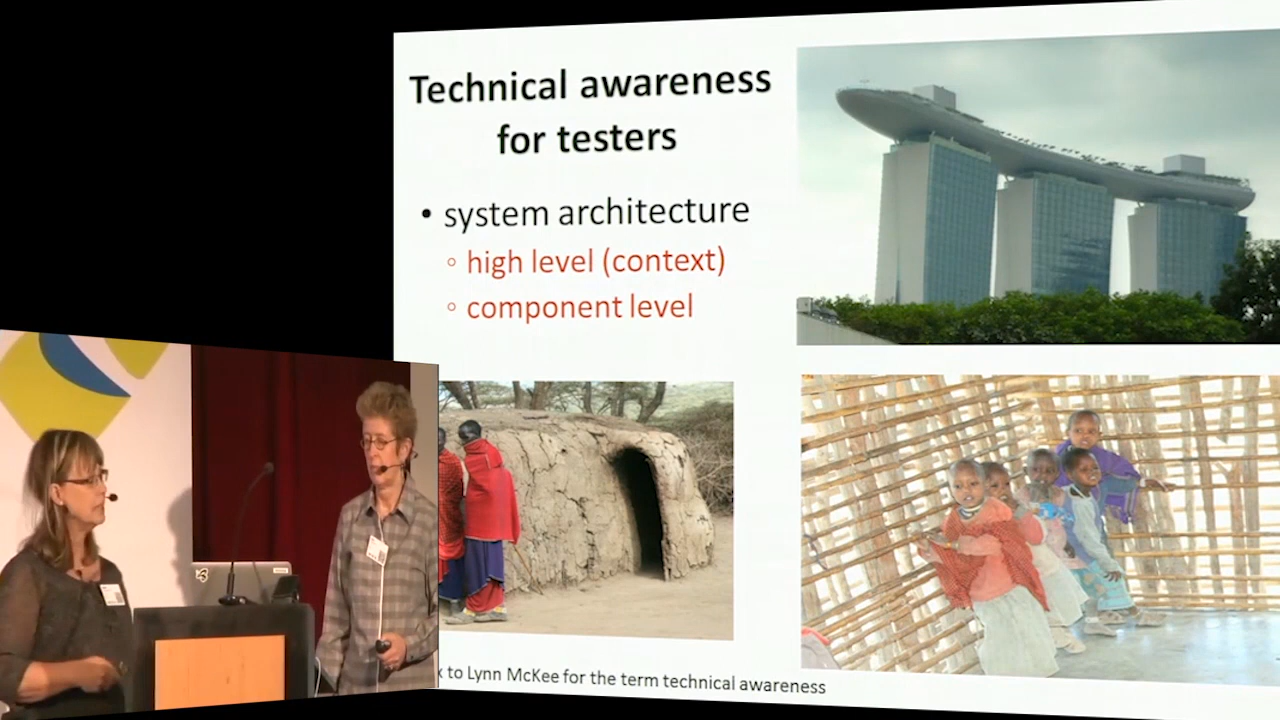 Technical awareness
for testers
• system architecture
◦ high level (context)
◦ component level
to Lynn McKee for the term technical awareness